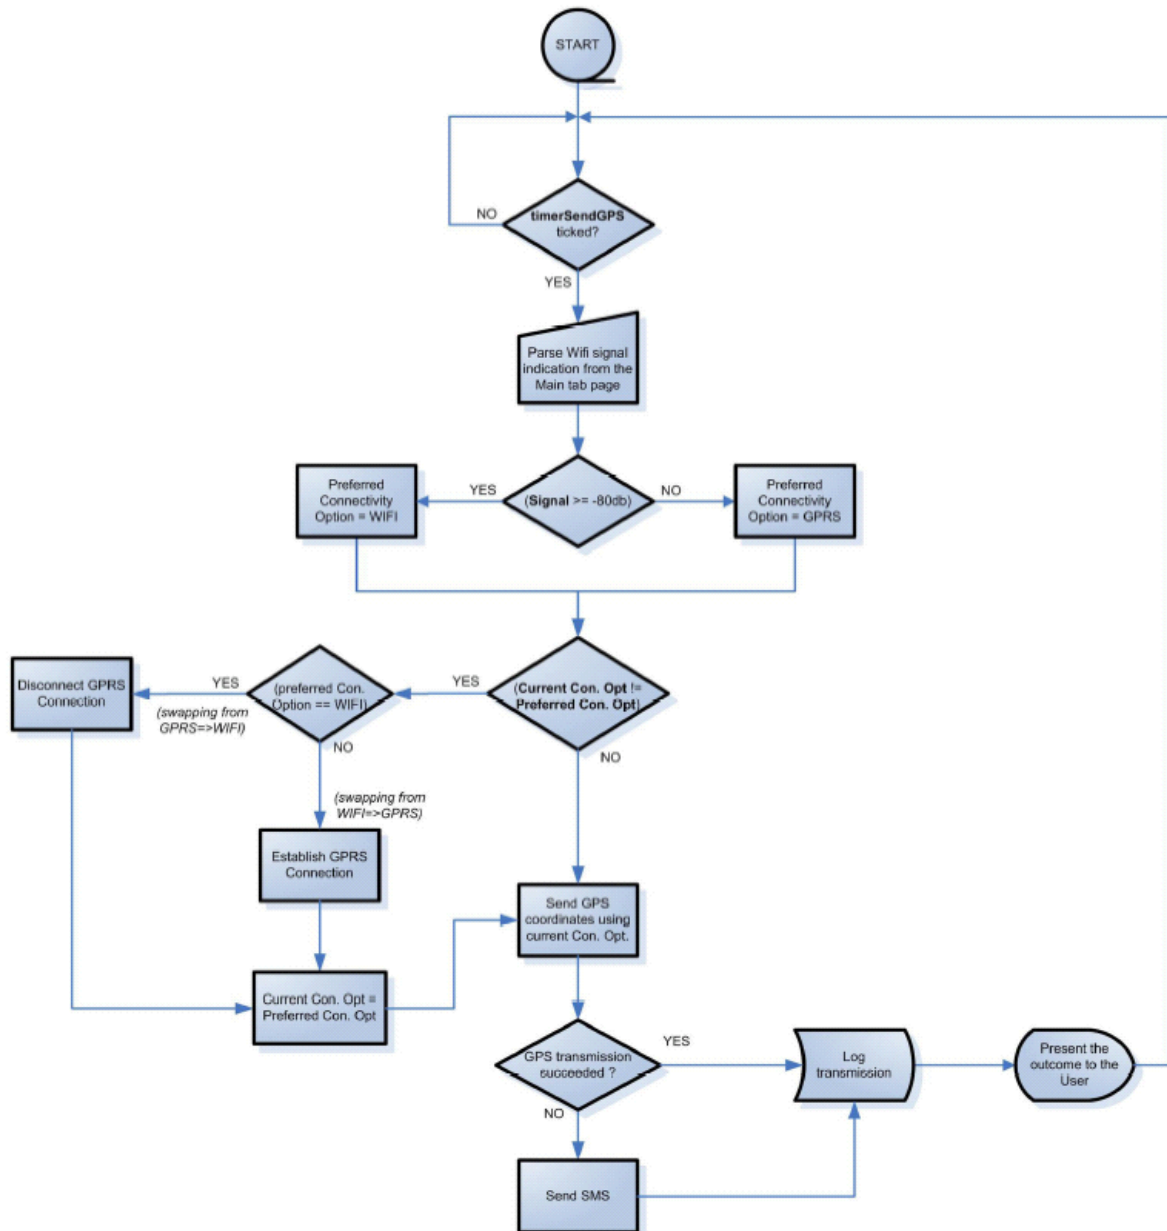 START
NO
timerSendGPS
ticked?
YES
Parse Wifi signal
indication from the
Main tab page
Preferred
Connectivity
Option = WIFI
YES
(Signal >= -80db)
NO
Preferred
Connectivity
Option = GPRS
Disconnect GPRS
Connection
YES
(swapping from
GPRS=>WIFI)
(preferred Con.
Option == WIFI)
YES
(Current Con. Opt !=
Preferred Con. Opt)
NO
NO
(swapping from
WIFI=>GPRS)
Establish GPRS
Connection
Send GPS
coordinates using
current Con. Opt.
Current Con. Opt =
Preferred Con. Opt
GPS transmission
succeeded ?
YES
Log
transmission
Present the
outcome to the
User
NO
Send SMS